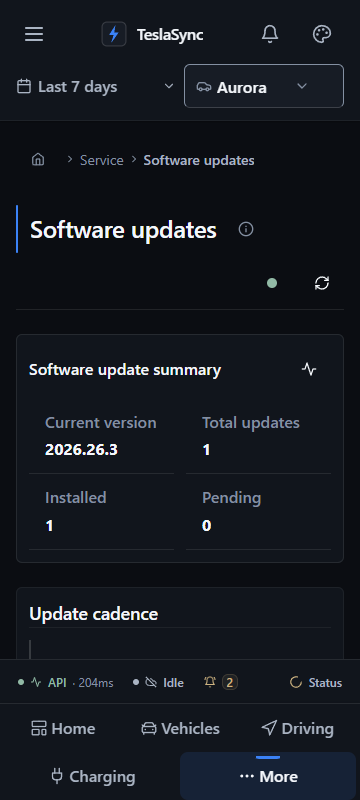 TeslaSync
Last 7 days
Aurora
Service
Software updates
Software updates
Software update summary
Current version
Total updates
2026.26.3
1
Installed
Pending
1
0
Update cadence
API · 204ms
Idle
2
Status
Home
Vehicles
Driving
Charging
More